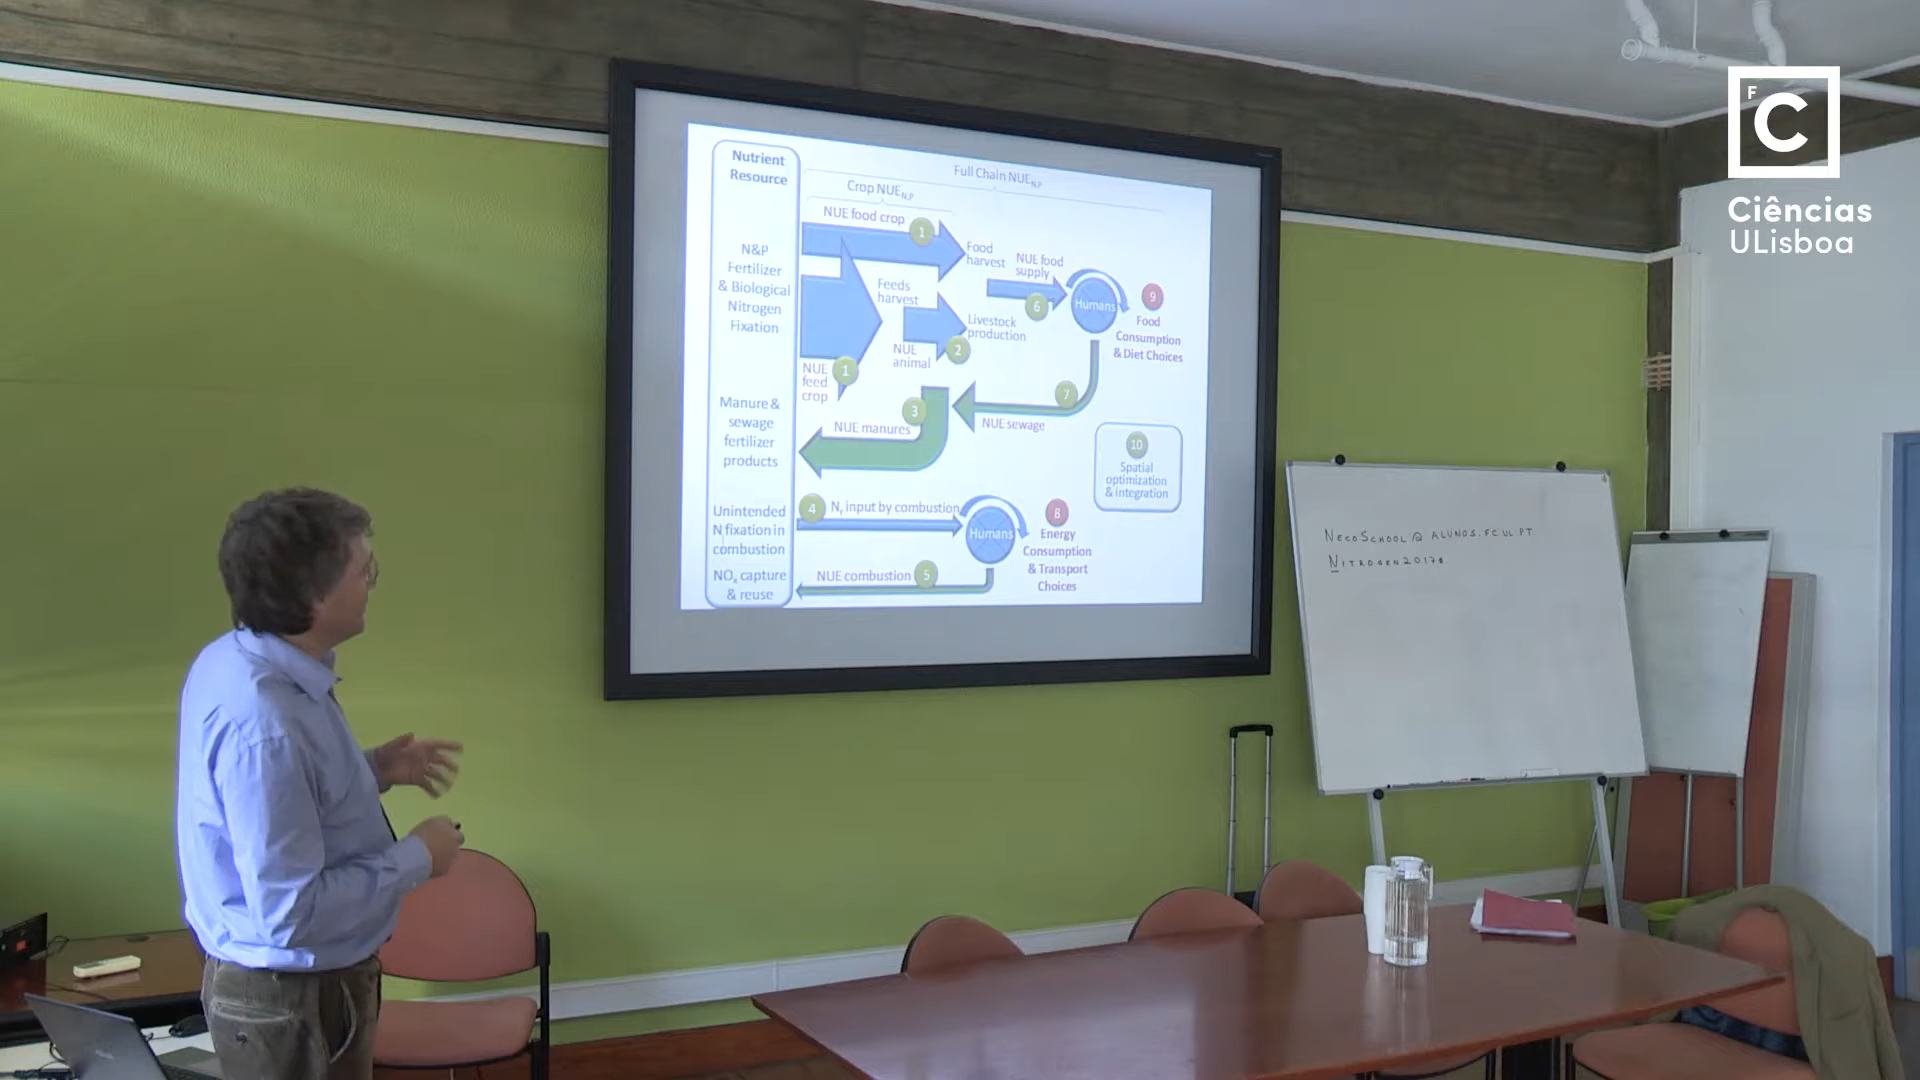 Nutrient
Resource
Full Chain NUE N,P
Crop NUE N,P
NUE food crop
1
N&P
Fertilizer
& Biological
Nitrogen
Fixation
Food
harvest
Feeds
harvest
NUE food
supply
6
Humans
9
Food
Consumption
& Diet Choices
Livestock
production
NUE
animal
2
NUE
feed
crop
1
Manure &
sewage
fertilizer
products
3
NUE manures
7
NUE sewage
10
Spatial
optimization
& integration
Unintended
N fixation in
combustion
4
Nr input by combustion
Humans
8
Energy
Consumption
& Transport
Choices
NOx capture
& reuse
NUE combustion
5
NECOSCHOOL@ALUNOS.FC.UL.PT
F
C
Ciências
ULisboa